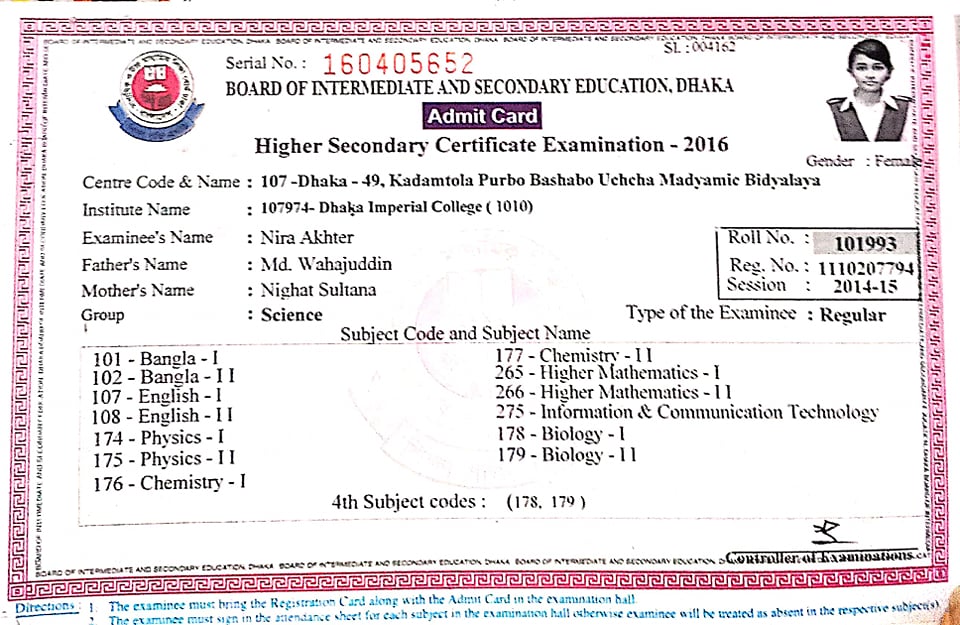 SL : 004162
Serial No. : 160405652
BOARD OF INTERMEDIATE AND SECONDARY EDUCATION, DHAKA
Admit Card
Higher Secondary Certificate Examination - 2016
Gender : Female
Centre Code & Name : 107 -Dhaka - 49, Kadamtola Purbo Bashabo Uchcha Madyamic Bidyalaya
Institute Name : 107974- Dhaka Imperial College ( 1010)
Examinee's Name : Nira Akhter
Roll No. : 101993
Father's Name : Md. Wahajuddin
Reg. No. : 1110207794
Mother's Name : Nighat Sultana
Session : 2014-15
Group : Science
Type of the Examinee : Regular
Subject Code and Subject Name
101 - Bangla - I
102 - Bangla - I I
107 - English - I
108 - English - I I
174 - Physics - I
175 - Physics - I I
176 - Chemistry - I
177 - Chemistry - I I
265 - Higher Mathematics - I
266 - Higher Mathematics - I I
275 - Information & Communication Technology
178 - Biology - I
179 - Biology - I I
4th Subject codes : (178, 179 )
Controller of Examinations
BOARD OF INTERMEDIATE AND SECONDARY EDUCATION, DHAKA BOARD OF INTERMEDIATE AND SECONDARY EDUCATION, DHAKA
Directions : 1. The examinee must bring the Registration Card along with the Admit Card in the examination hall
2. The examinee must sign in the attendance sheet for each subject in the examination hall otherwise examinee will be treated as absent in the respective subject(s)